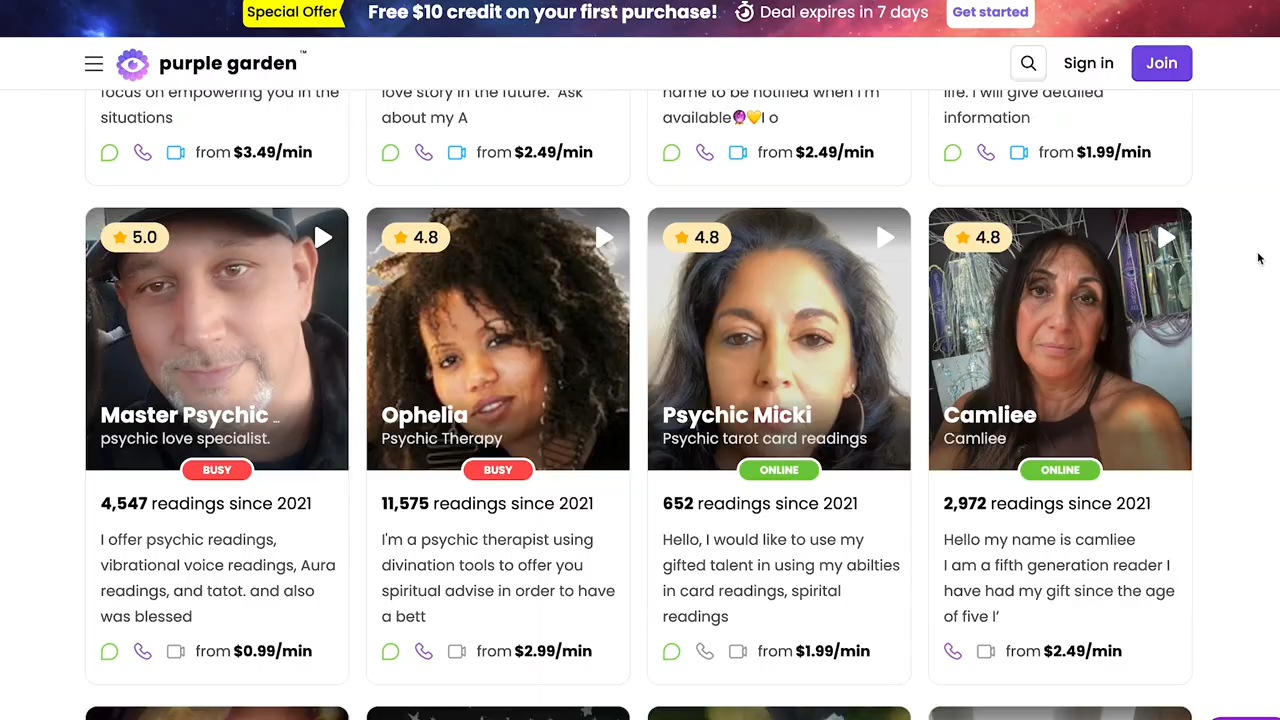 Special Offer Free $10 credit on your first purchase! Deal expires in 7 days Get started
purple garden™ Sign in Join
focus on empowering you in the
situations
from $3.49/min
love story in the future. Ask
about my A
from $2.49/min
name to be notified when I'm
available🔮💛I o
from $2.49/min
life. I will give detailed
information
from $1.99/min
5.0
Master Psychic ...
psychic love specialist.
BUSY
4,547 readings since 2021
I offer psychic readings,
vibrational voice readings, Aura
readings, and tatot. and also
was blessed
from $0.99/min
4.8
Ophelia
Psychic Therapy
BUSY
11,575 readings since 2021
I'm a psychic therapist using
divination tools to offer you
spiritual advise in order to have
a bett
from $2.99/min
4.8
Psychic Micki
Psychic tarot card readings
ONLINE
652 readings since 2021
Hello, I would like to use my
gifted talent in using my abilties
in card readings, spirital
readings
from $1.99/min
4.8
Camliee
Camliee
ONLINE
2,972 readings since 2021
Hello my name is camliee
I am a fifth generation reader I
have had my gift since the age
of five I'
from $2.49/min